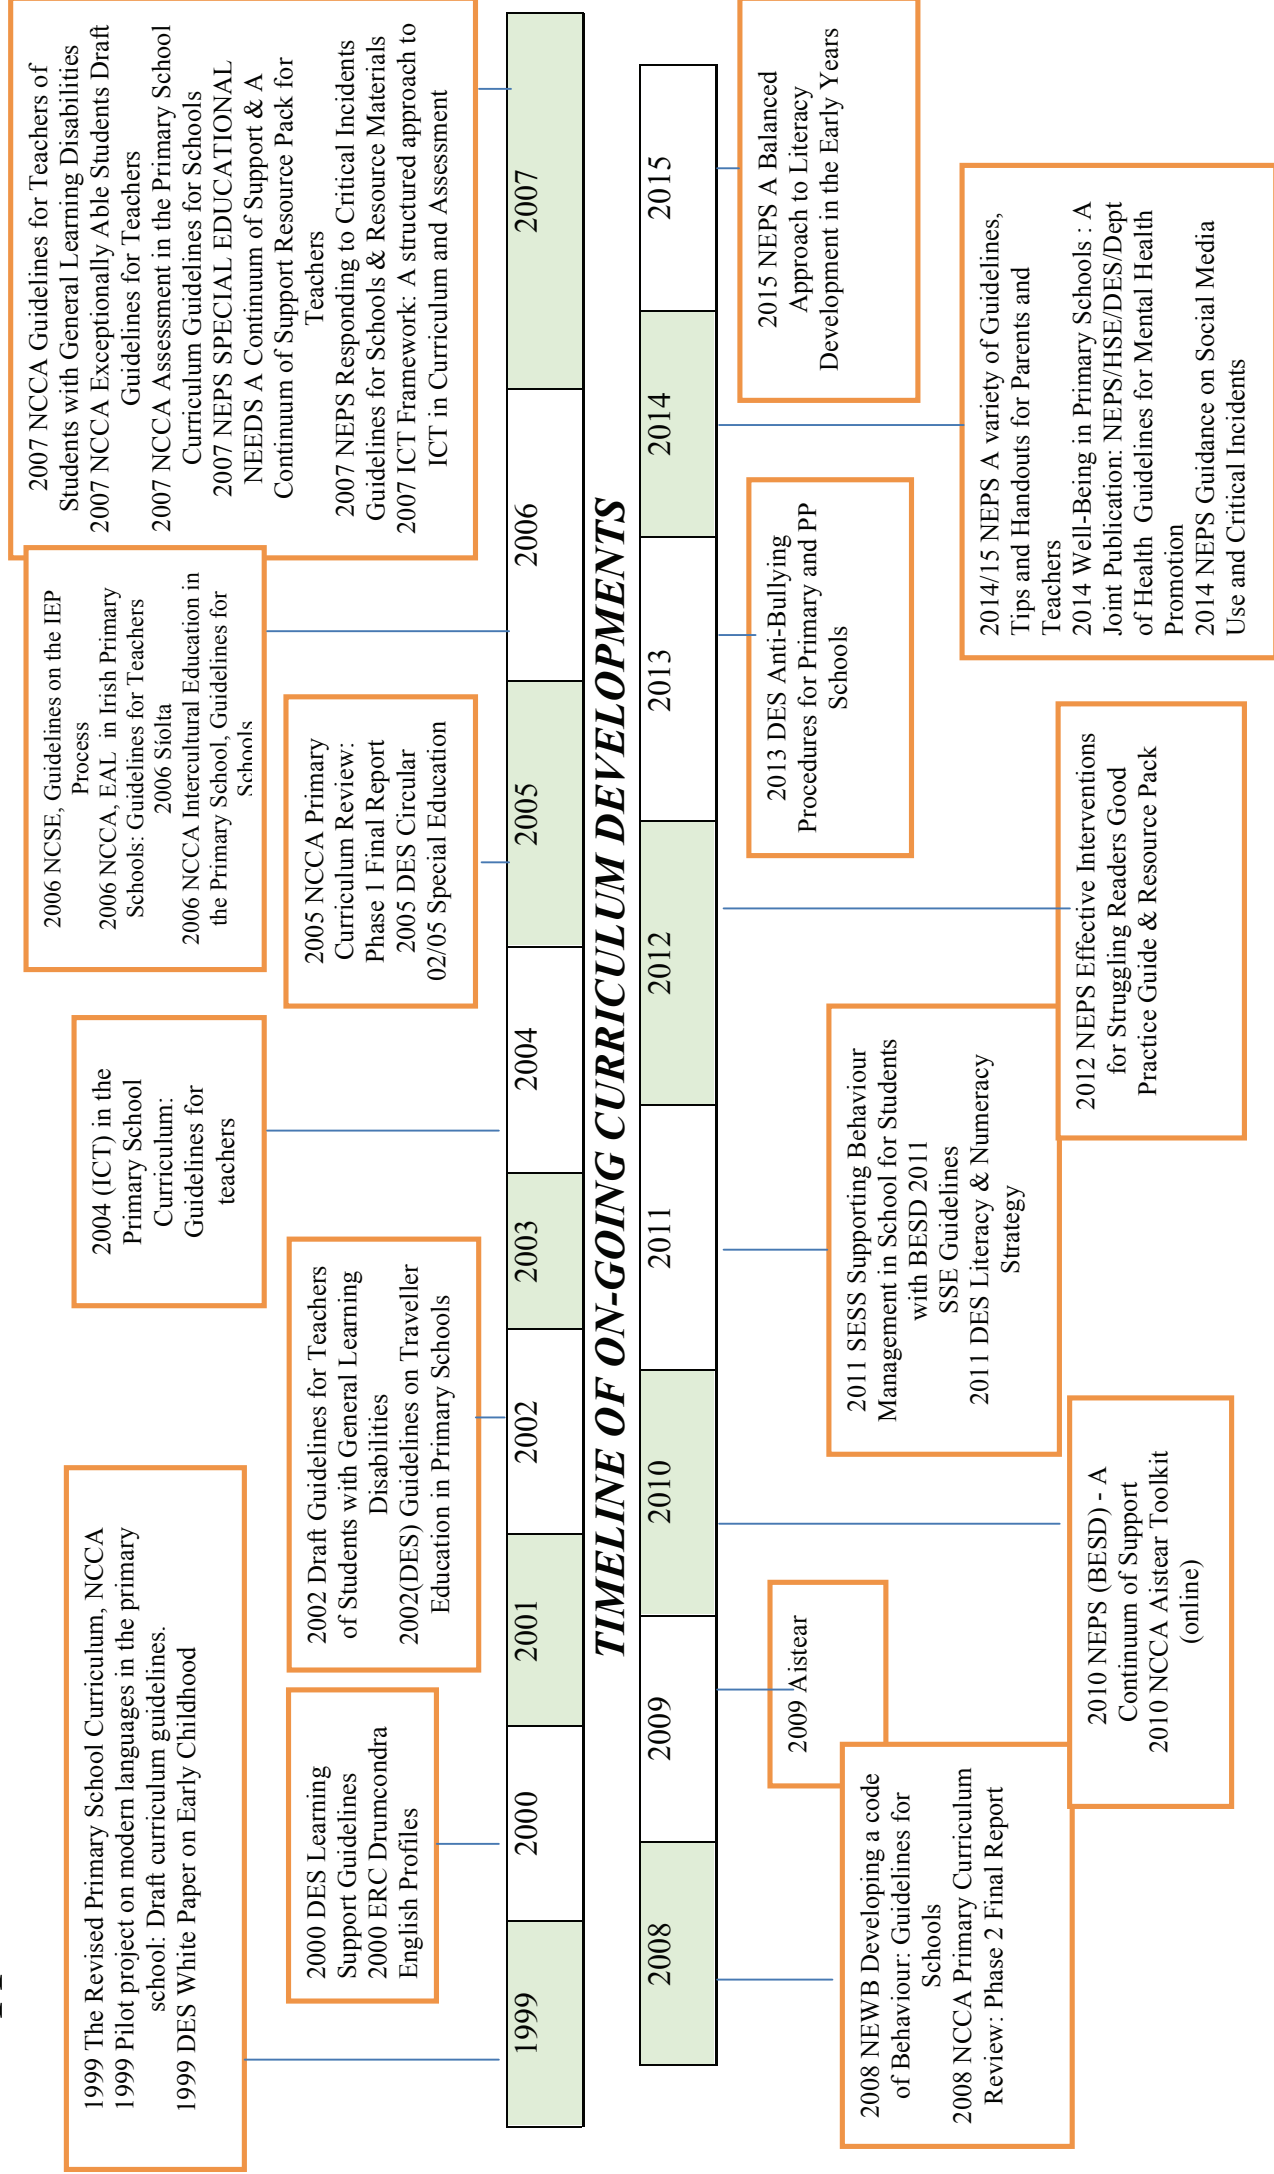 1999 The Revised Primary School Curriculum, NCCA
1999 Pilot project on modern languages in the primary
school: Draft curriculum guidelines.
1999 DES White Paper on Early Childhood
2000 DES Learning
Support Guidelines
2000 ERC Drumcondra
English Profiles
2002 Draft Guidelines for Teachers
of Students with General Learning
Disabilities
2002(DES) Guidelines on Traveller
Education in Primary Schools
2004 (ICT) in the
Primary School
Curriculum:
Guidelines for
teachers
2005 NCCA Primary
Curriculum Review:
Phase 1 Final Report
2005 DES Circular
02/05 Special Education
2006 NCSE, Guidelines on the IEP
Process
2006 NCCA, EAL in Irish Primary
Schools: Guidelines for Teachers
2006 Síolta
2006 NCCA Intercultural Education in
the Primary School, Guidelines for
Schools
2007 NCCA Guidelines for Teachers of
Students with General Learning Disabilities
2007 NCCA Exceptionally Able Students Draft
Guidelines for Teachers
2007 NCCA Assessment in the Primary School
Curriculum Guidelines for Schools
2007 NEPS SPECIAL EDUCATIONAL
NEEDS A Continuum of Support & A
Continuum of Support Resource Pack for
Teachers
2007 NEPS Responding to Critical Incidents
Guidelines for Schools & Resource Materials
2007 ICT Framework: A structured approach to
ICT in Curriculum and Assessment
1999 2000 2001 2002 2003 2004 2005 2006 2007
TIMELINE OF ON-GOING CURRICULUM DEVELOPMENTS
2008 2009 2010 2011 2012 2013 2014 2015
2008 NEWB Developing a code
of Behaviour: Guidelines for
Schools
2008 NCCA Primary Curriculum
Review: Phase 2 Final Report
2009 Aistear
2010 NEPS (BESD) - A
Continuum of Support
2010 NCCA Aistear Toolkit
(online)
2011 SESS Supporting Behaviour
Management in School for Students
with BESD 2011
SSE Guidelines
2011 DES Literacy & Numeracy
Strategy
2012 NEPS Effective Interventions
for Struggling Readers Good
Practice Guide & Resource Pack
2013 DES Anti-Bullying
Procedures for Primary and PP
Schools
2014/15 NEPS A variety of Guidelines,
Tips and Handouts for Parents and
Teachers
2014 Well-Being in Primary Schools : A
Joint Publication: NEPS/HSE/DES/Dept
of Health Guidelines for Mental Health
Promotion
2014 NEPS Guidance on Social Media
Use and Critical Incidents
2015 NEPS A Balanced
Approach to Literacy
Development in the Early Years